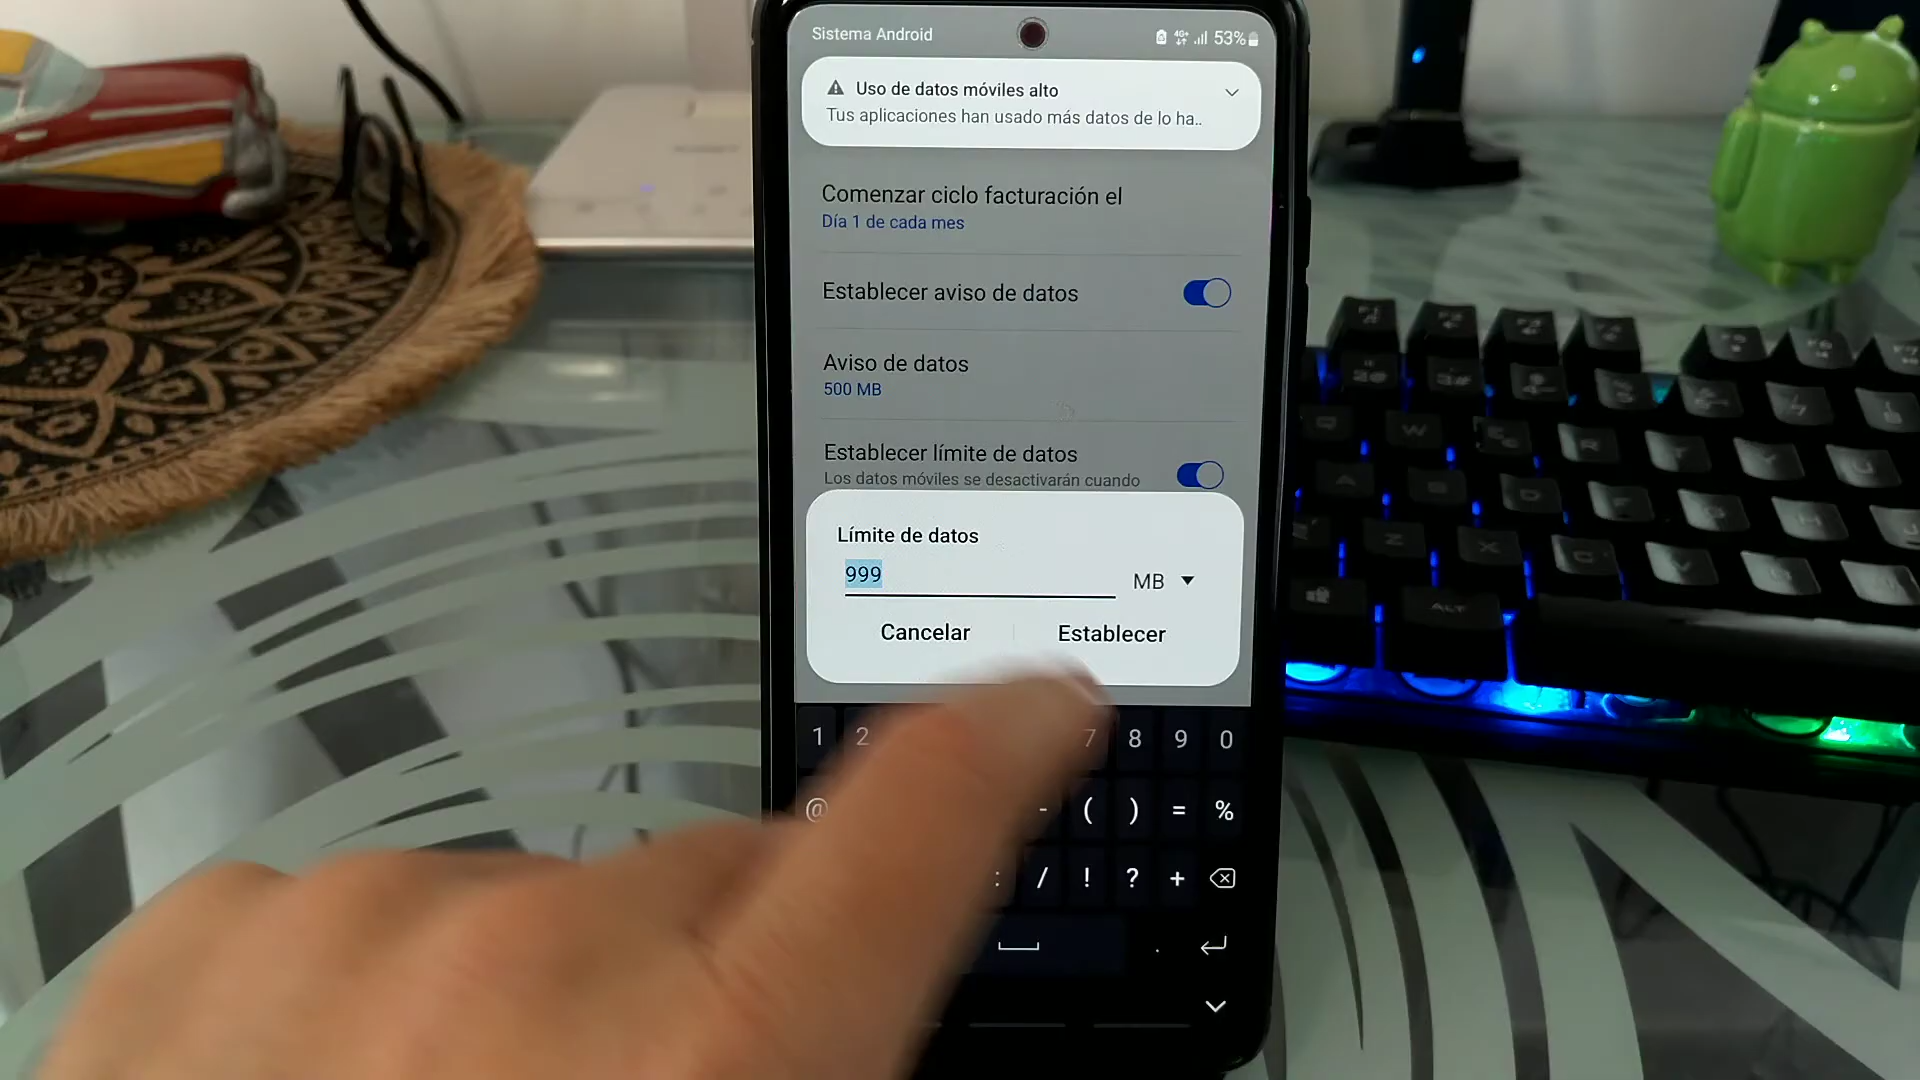 Sistema Android
4G+ 53%
Uso de datos móviles alto
Tus aplicaciones han usado más datos de lo ha..
Comenzar ciclo facturación el
Día 1 de cada mes
Establecer aviso de datos
Aviso de datos
500 MB
Establecer límite de datos
Los datos móviles se desactivarán cuando
Límite de datos
999 MB
Cancelar Establecer
1 2 7 8 9 0
@ - ( ) = %
: / ! ? +
.
W R
D
Z X C
ALT